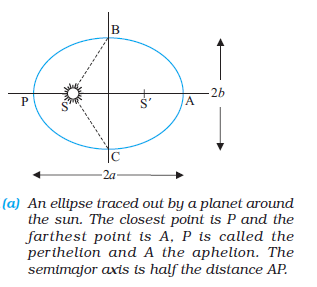 B
2b
P
S
S′
A
C
2a
(a) An ellipse traced out by a planet around
the sun. The closest point is P and the
farthest point is A, P is called the
perihelion and A the aphelion. The
semimajor axis is half the distance AP.